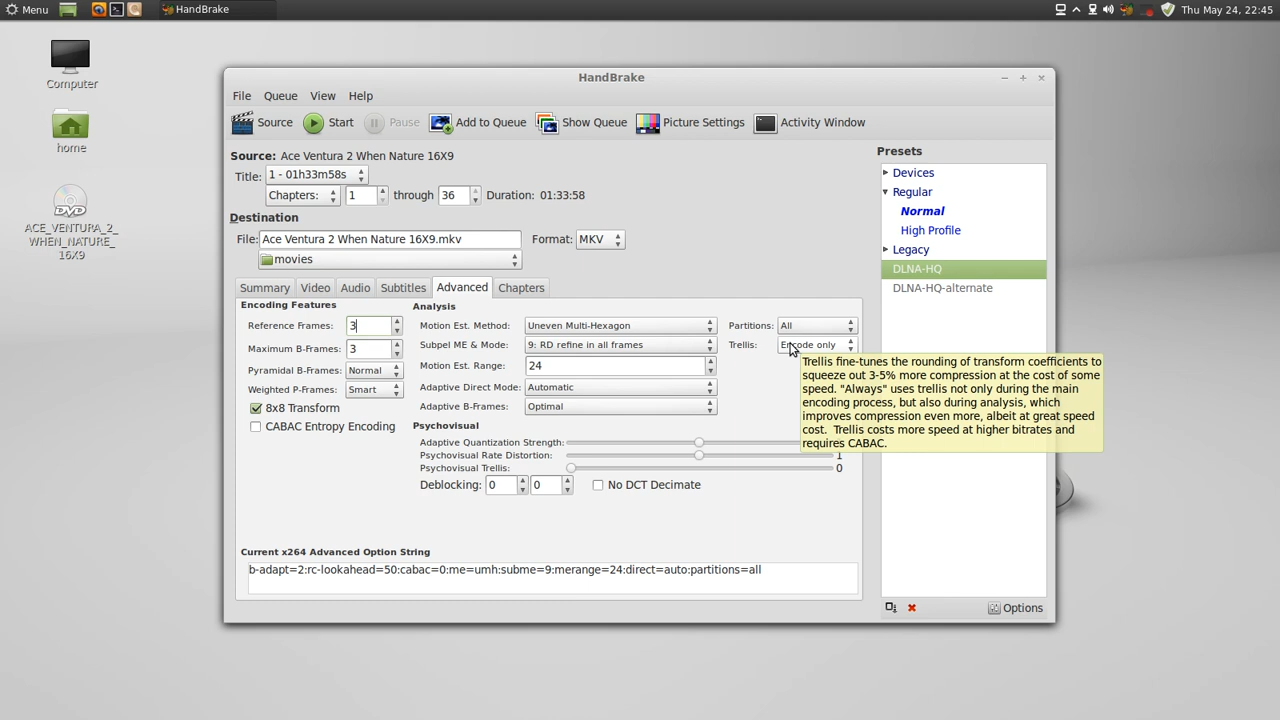 Menu
HandBrake
Thu May 24, 22:45
Computer
home
ACE_VENTURA_2_
WHEN_NATURE_
16X9
HandBrake
File Queue View Help
Source Start Pause Add to Queue Show Queue Picture Settings Activity Window
Source: Ace Ventura 2 When Nature 16X9
Title: 1 - 01h33m58s
Chapters: 1 through 36 Duration: 01:33:58
Destination
File: Ace Ventura 2 When Nature 16X9.mkv Format: MKV
movies
Summary Video Audio Subtitles Advanced Chapters
Encoding Features
Reference Frames: 3
Maximum B-Frames: 3
Pyramidal B-Frames: Normal
Weighted P-Frames: Smart
8x8 Transform
CABAC Entropy Encoding
Analysis
Motion Est. Method: Uneven Multi-Hexagon
Subpel ME & Mode: 9: RD refine in all frames
Motion Est. Range: 24
Adaptive Direct Mode: Automatic
Adaptive B-Frames: Optimal
Partitions: All
Trellis: Encode only
Trellis fine-tunes the rounding of transform coefficients to
squeeze out 3-5% more compression at the cost of some
speed. "Always" uses trellis not only during the main
encoding process, but also during analysis, which
improves compression even more, albeit at great speed
cost. Trellis costs more speed at higher bitrates and
requires CABAC.
Psychovisual
Adaptive Quantization Strength:
Psychovisual Rate Distortion: 1
Psychovisual Trellis: 0
Deblocking: 0 0 No DCT Decimate
Current x264 Advanced Option String
b-adapt=2:rc-lookahead=50:cabac=0:me=umh:subme=9:merange=24:direct=auto:partitions=all
Presets
Devices
Regular
Normal
High Profile
Legacy
DLNA-HQ
DLNA-HQ-alternate
Options
DVD